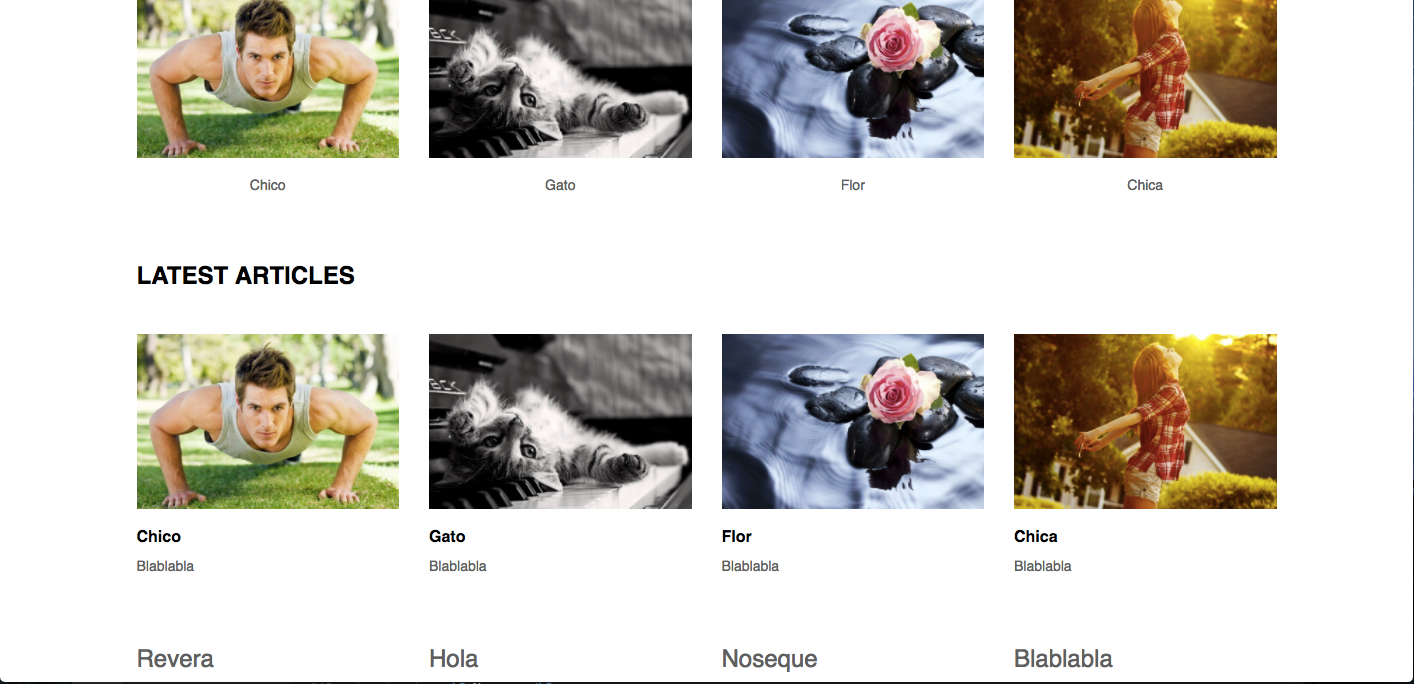 Chico
Gato
Flor
Chica
LATEST ARTICLES
Chico
Gato
Flor
Chica
Blablabla
Blablabla
Blablabla
Blablabla
Revera
Hola
Noseque
Blablabla